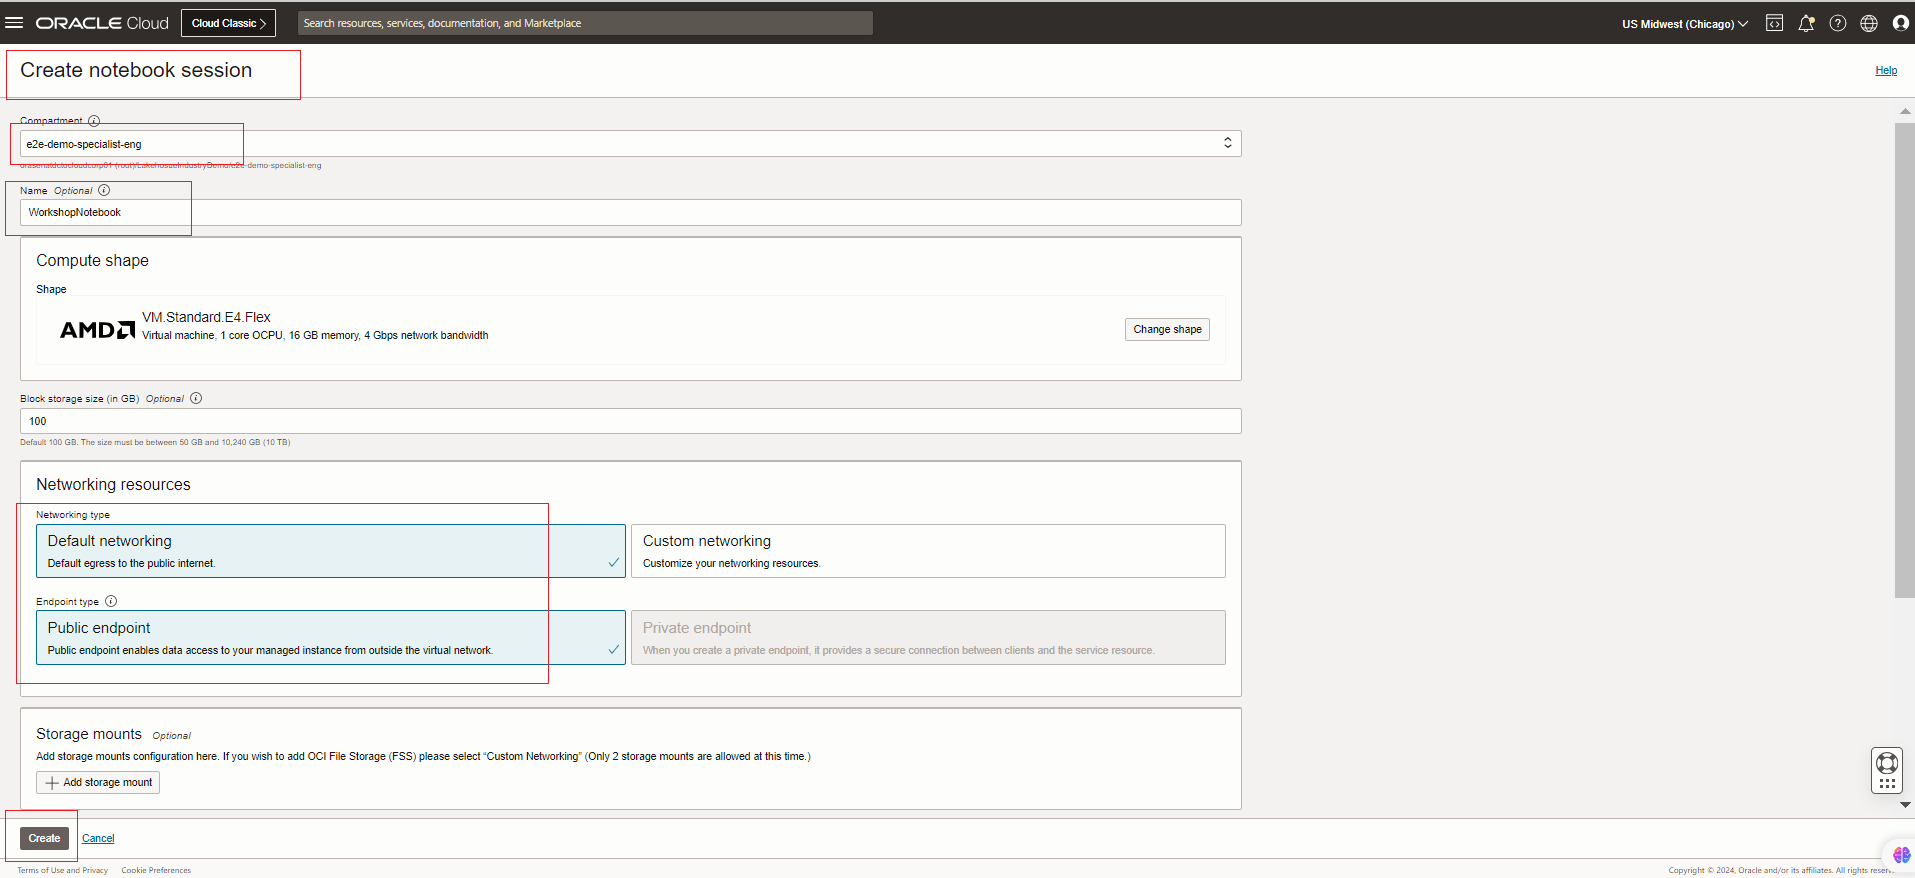 ORACLE Cloud
Cloud Classic
Search resources, services, documentation, and Marketplace
US Midwest (Chicago)
Create notebook session
Help
Compartment
e2e-demo-specialist-eng
(root)/LakehosueIndustryDemo/e2e-demo-specialist-eng
Name Optional
WorkshopNotebook
Compute shape
Shape
AMD
VM.Standard.E4.Flex
Virtual machine, 1 core OCPU, 16 GB memory, 4 Gbps network bandwidth
Change shape
Block storage size (in GB) Optional
100
Default 100 GB. The size must be between 50 GB and 10,240 GB (10 TB)
Networking resources
Networking type
Default networking
Default egress to the public internet.
Custom networking
Customize your networking resources.
Endpoint type
Public endpoint
Public endpoint enables data access to your managed instance from outside the virtual network.
Private endpoint
When you create a private endpoint, it provides a secure connection between clients and the service resource.
Storage mounts Optional
Add storage mounts configuration here. If you wish to add OCI File Storage (FSS) please select “Custom Networking” (Only 2 storage mounts are allowed at this time.)
Add storage mount
Create
Cancel
Terms of Use and Privacy
Cookie Preferences
Copyright © 2024, Oracle and/or its affiliates. All rights